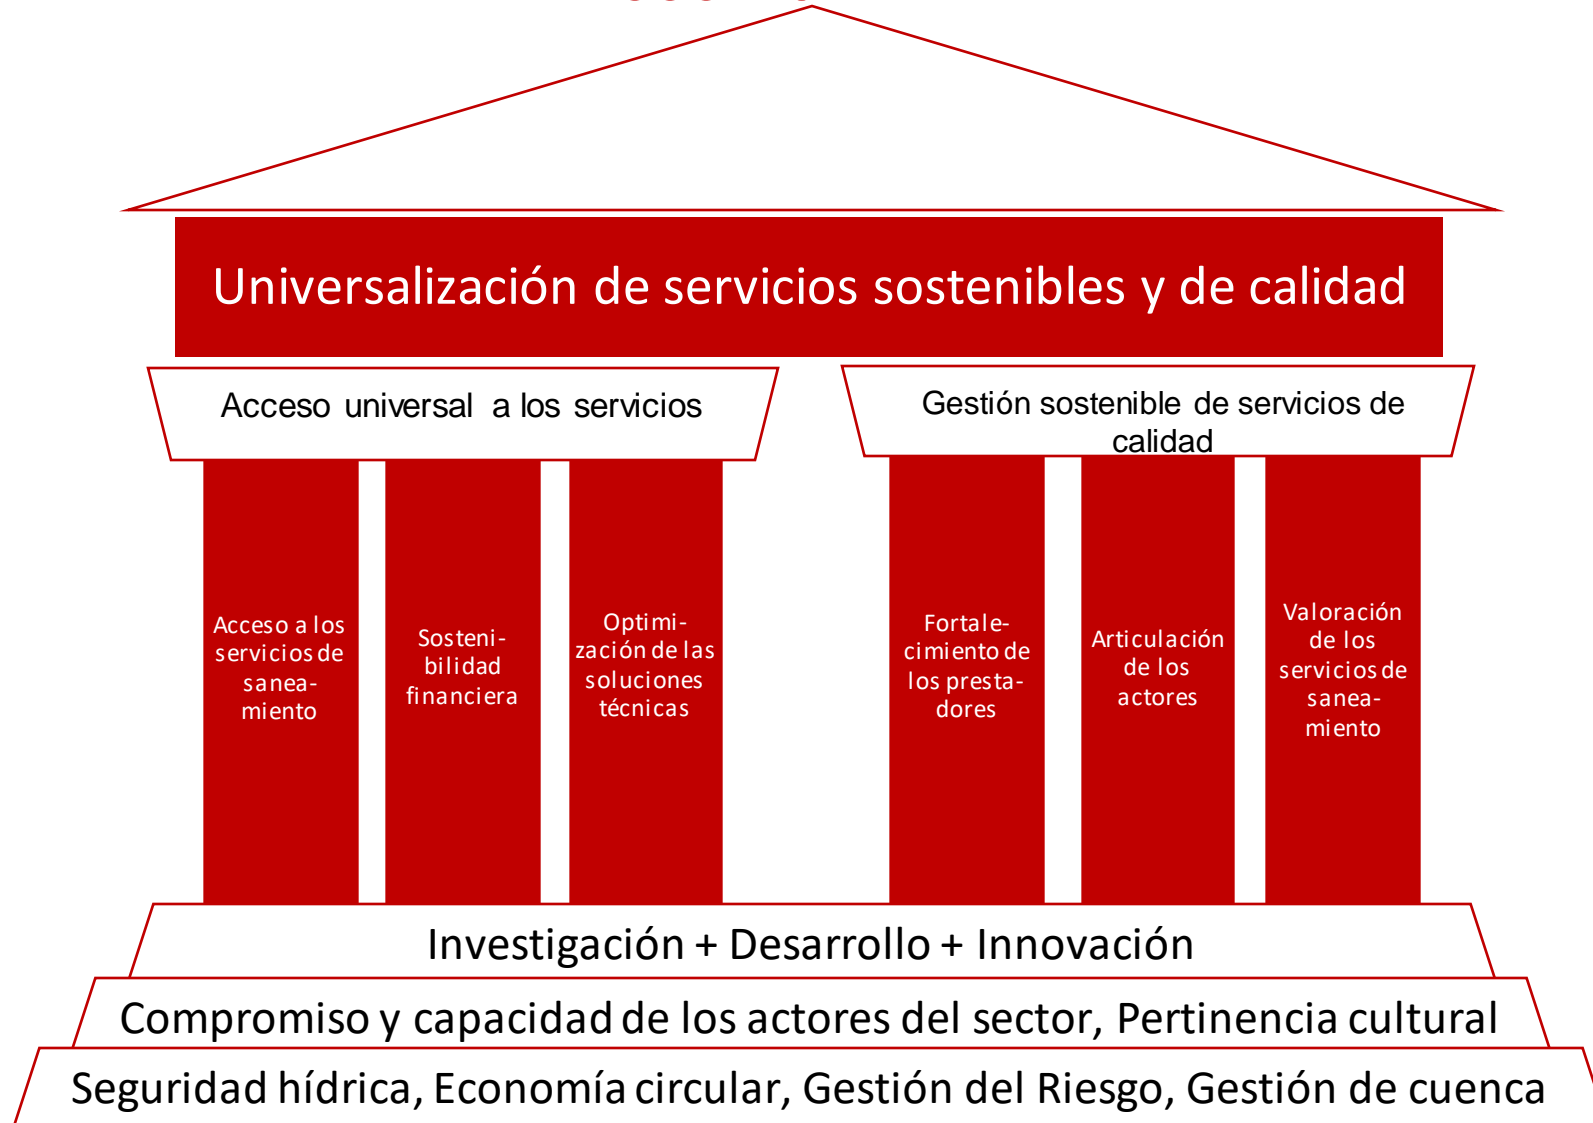 Universalización de servicios sostenibles y de calidad
Acceso universal a los servicios
Gestión sostenible de servicios de
calidad
Acceso a los
servicios de
sanea-
miento
Sosteni-
bilidad
financiera
Optimi-
zación de las
soluciones
técnicas
Fortale-
cimiento de
los presta-
dores
Articulación
de los
actores
Valoración
de los
servicios de
sanea-
miento
Investigación + Desarrollo + Innovación
Compromiso y capacidad de los actores del sector, Pertinencia cultural
Seguridad hídrica, Economía circular, Gestión del Riesgo, Gestión de cuenca